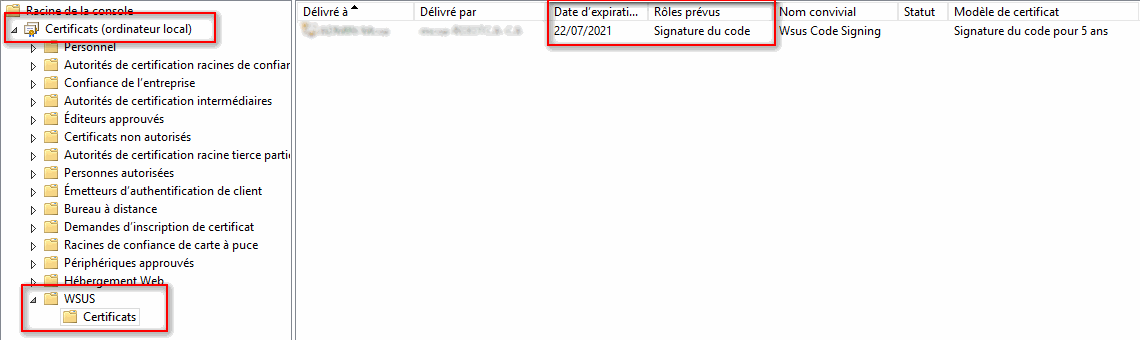 Racine de la console
Certificats (ordinateur local)
Personnel
Autorités de certification racines de confian
Confiance de l'entreprise
Autorités de certification intermédiaires
Éditeurs approuvés
Certificats non autorisés
Autorités de certification racine tierce partie
Personnes autorisées
Émetteurs d'authentification de client
Bureau à distance
Demandes d'inscription de certificat
Racines de confiance de carte à puce
Périphériques approuvés
Hébergement Web
WSUS
Certificats
Délivré à Délivré par Date d'expirati... Rôles prévus Nom convivial Statut Modèle de certificat
22/07/2021 Signature du code Wsus Code Signing Signature du code pour 5 ans